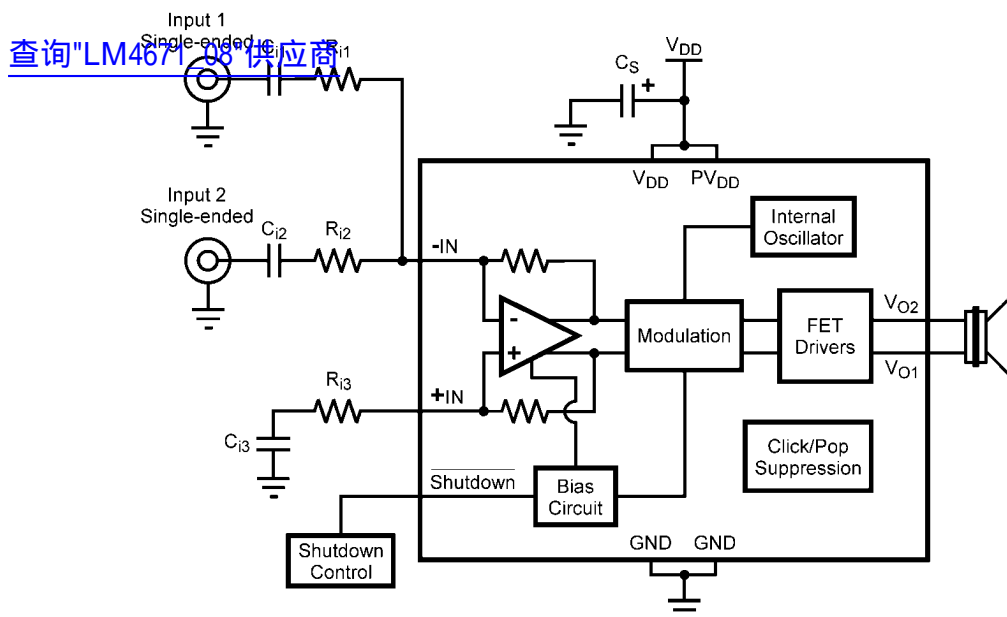 Input 1
Single-ended
查询"LM4671_08"供应商
Ci1
Ri1
VDD
CS
+
VDD
PVDD
Input 2
Single-ended
Ci2
Ri2
-IN
Internal
Oscillator
-
+
Modulation
FET
Drivers
VO2
VO1
Ri3
+IN
Ci3
Click/Pop
Suppression
Shutdown
Bias
Circuit
Shutdown
Control
GND
GND